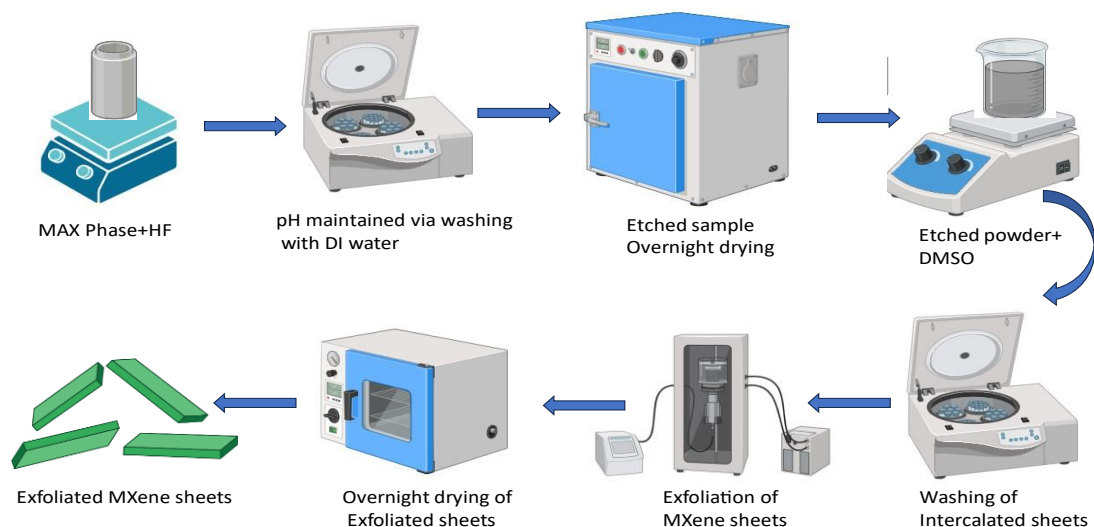 MAX Phase+HF
pH maintained via washing
with DI water
Etched sample
Overnight drying
Etched powder+
DMSO
Washing of
Intercalated sheets
Exfoliation of
MXene sheets
Overnight drying of
Exfoliated sheets
Exfoliated MXene sheets